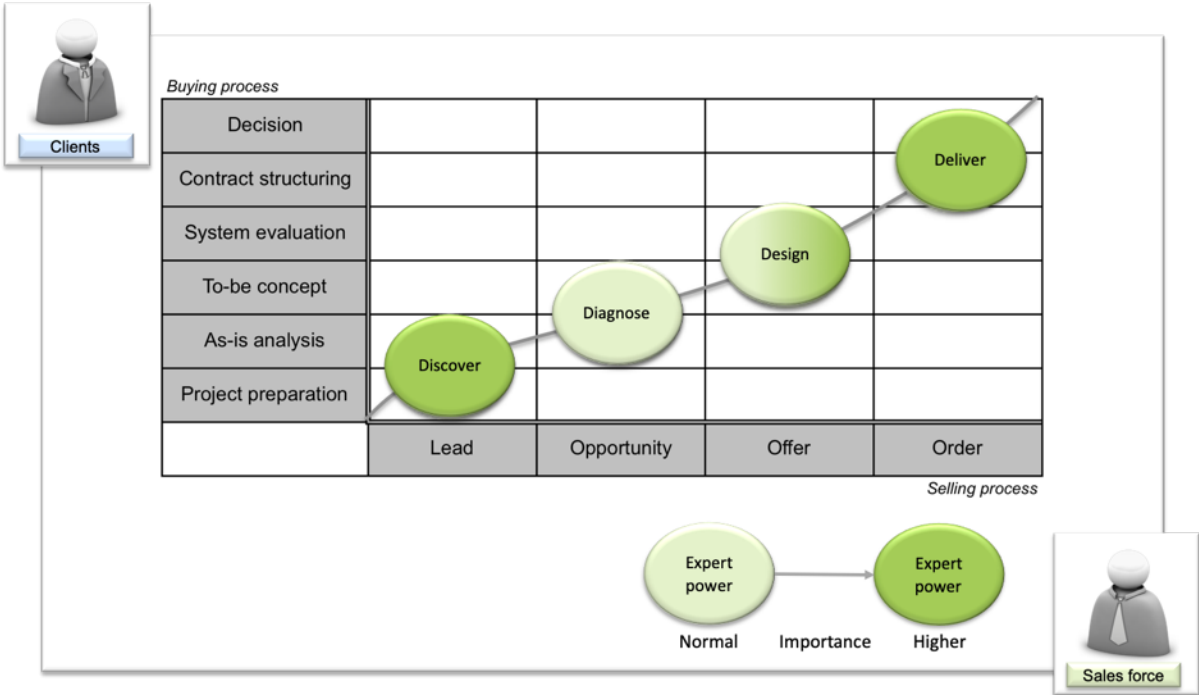 Buying process
Clients
Decision
Deliver
Contract structuring
System evaluation
Design
To-be concept
Diagnose
As-is analysis
Discover
Project preparation
Lead
Opportunity
Offer
Order
Selling process
Expert
power
Expert
power
Normal
Importance
Higher
Sales force